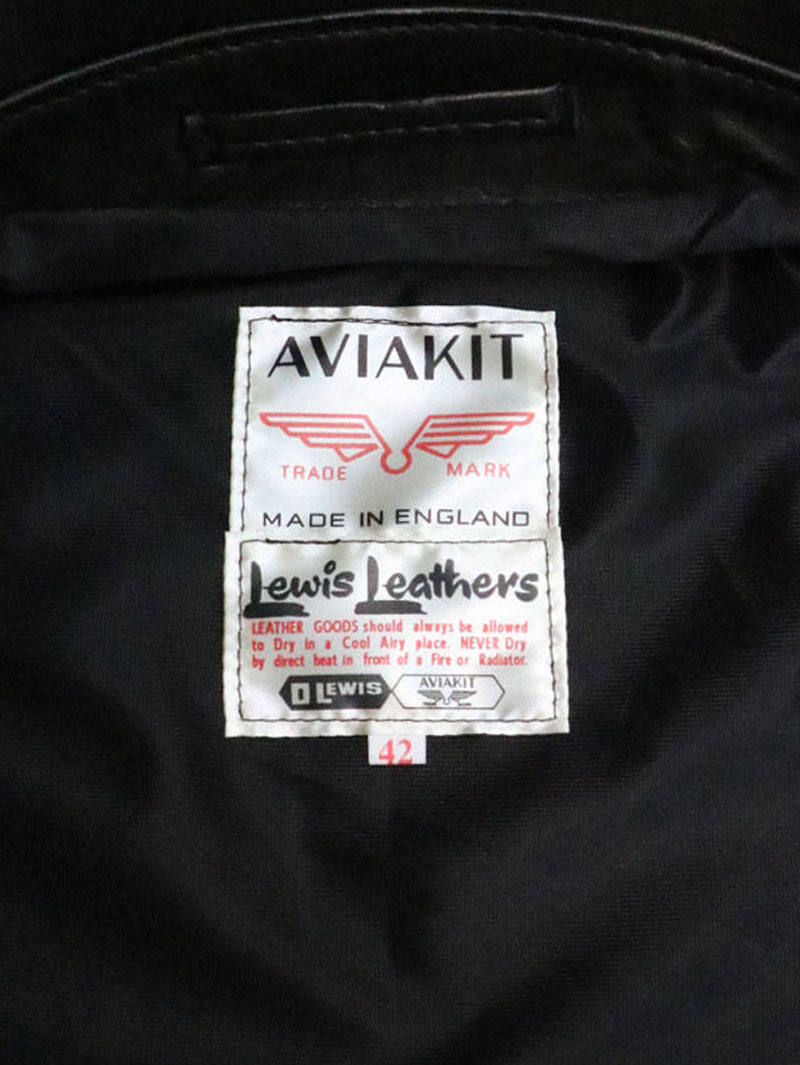 AVIAKIT
TRADE MARK
MADE IN ENGLAND
Lewis Leathers
LEATHER GOODS should always be allowed
to Dry in a Cool Airy place. NEVER Dry
by direct heat in front of a Fire or Radiator.
D LEWIS AVIAKIT
42